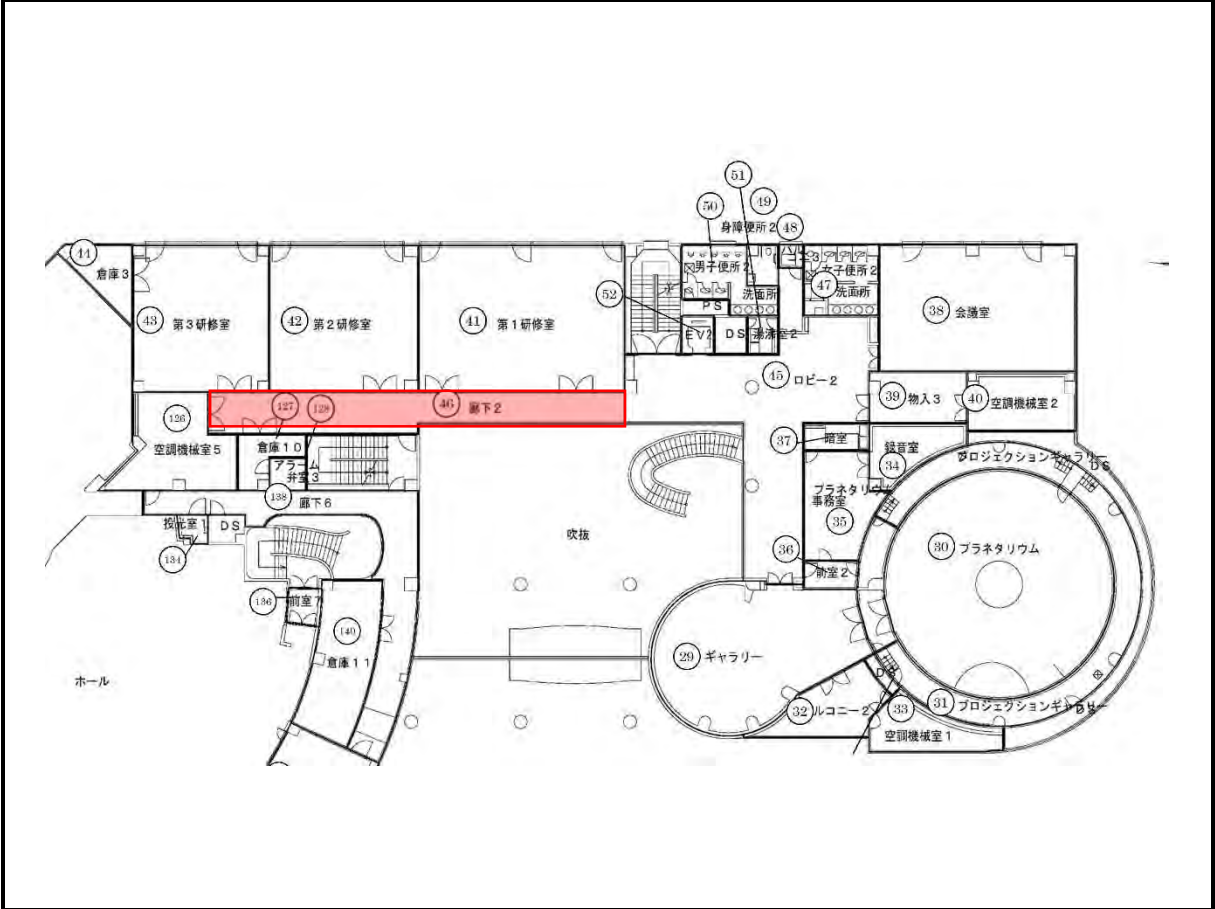 51
50
49
身障便所2
48
44
倉庫3
男子便所2
女子便所2
47
洗面所
洗面所
52
PS
EV2
DS
湯沸室2
43
第3研修室
42
第2研修室
41
第1研修室
38
会議室
45
ロビー2
39
物入3
40
空調機械室2
46
廊下2
127
128
126
空調機械室5
倉庫10
アラーム
弁室3
37
暗室
録音室
34
プロジェクションギャラリー
DS
138
廊下6
プラネタリウム
事務室
35
投光室1
DS
134
吹抜
36
前室2
30
プラネタリウム
136
前室7
140
倉庫11
29
ギャラリー
ホール
DS
32
ルコニー2
33
31
プロジェクションギャラリー
DS
空調機械室1